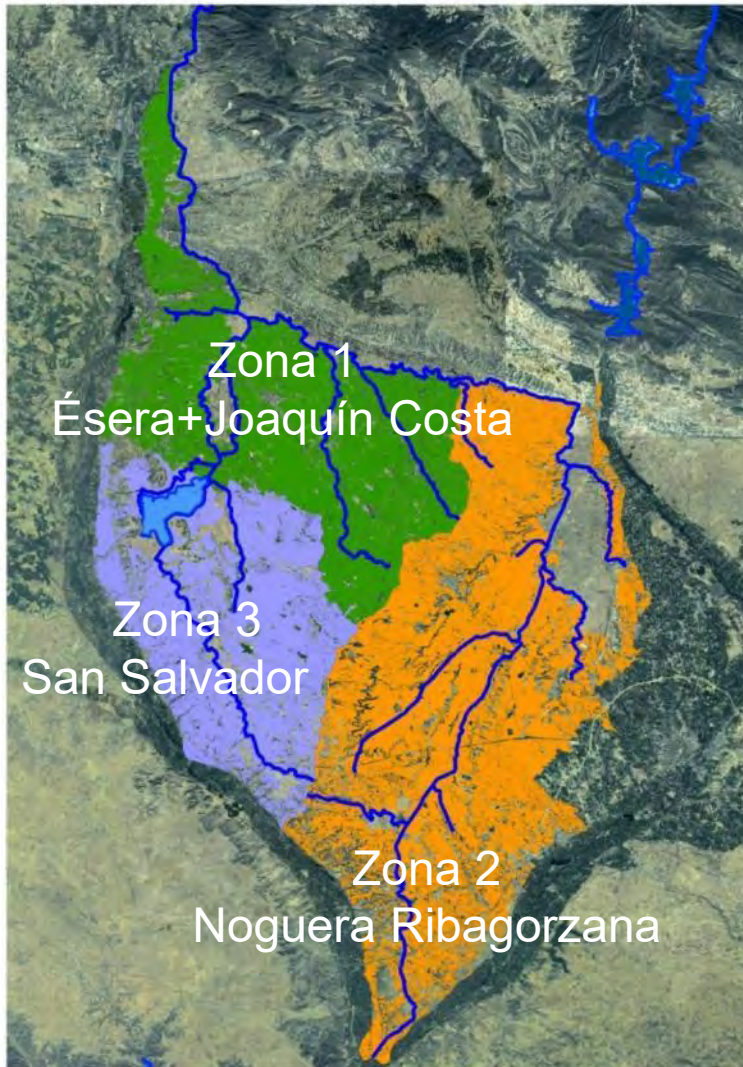 Zona 1
Ésera+Joaquín Costa
Zona 3
San Salvador
Zona 2
Noguera Ribagorzana